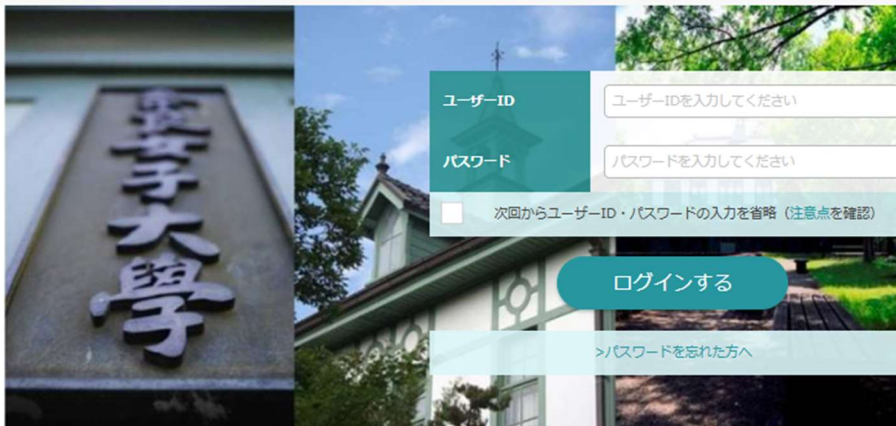 奈良女子大學
ユーザーID
ユーザーIDを入力してください
パスワード
パスワードを入力してください
次回からユーザーID・パスワードの入力を省略（注意点を確認）
ログインする
>パスワードを忘れた方へ